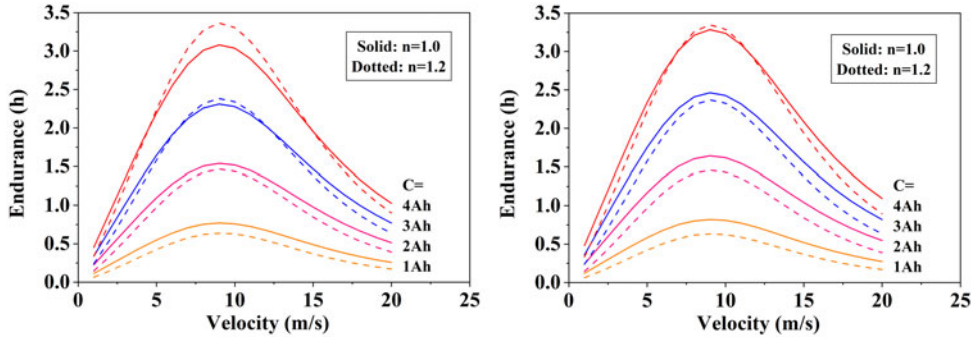 3.5
3.0
2.5
2.0
1.5
1.0
0.5
0.0
Endurance (h)
Solid: n=1.0
Dotted: n=1.2
C=
4Ah
3Ah
2Ah
1Ah
0 5 10 15 20 25
Velocity (m/s)
3.5
3.0
2.5
2.0
1.5
1.0
0.5
0.0
Endurance (h)
Solid: n=1.0
Dotted: n=1.2
C=
4Ah
3Ah
2Ah
1Ah
0 5 10 15 20 25
Velocity (m/s)